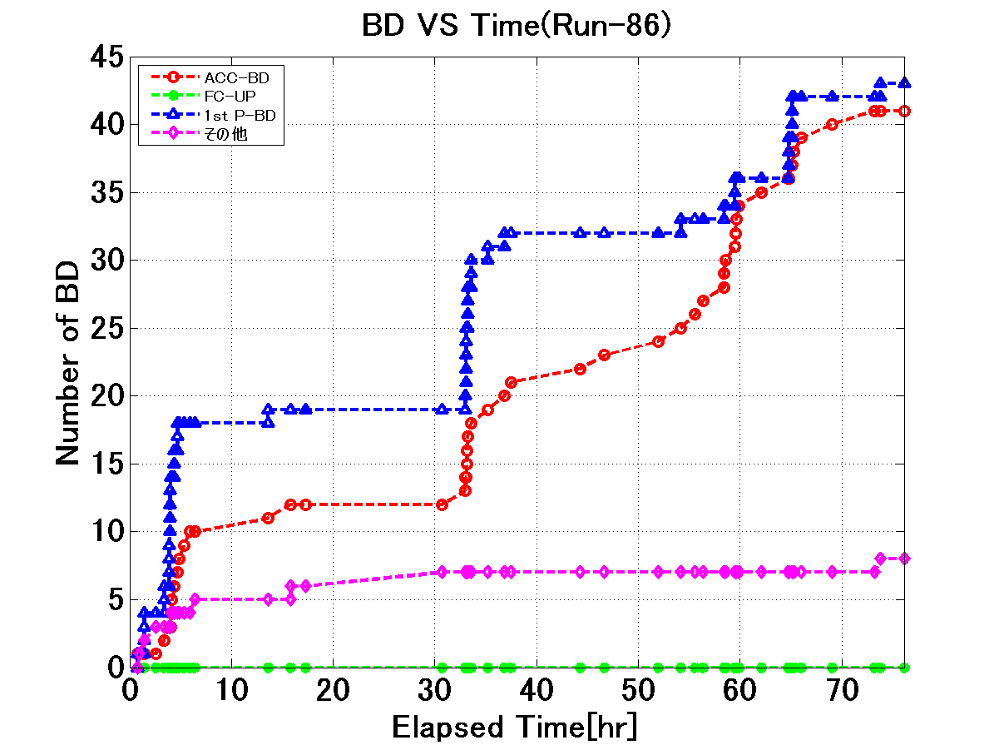 BD VS Time(Run-86)
45
40
35
30
25
20
15
10
5
0
Number of BD
ACC-BD
FC-UP
1st P-BD
その他
0 10 20 30 40 50 60 70
Elapsed Time[hr]